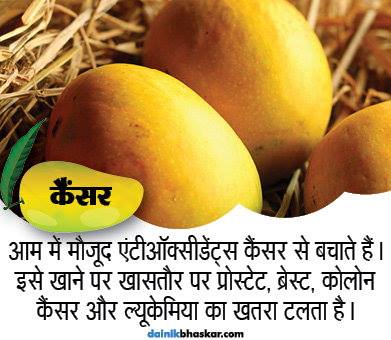 कैंसर
आम में मौजूद एंटीऑक्सीडेंट्स कैंसर से बचाते हैं।
इसे खाने पर खासतौर पर प्रोस्टेट, ब्रेस्ट, कोलोन
कैंसर और ल्यूकेमिया का खतरा टलता है।
dainikbhaskar.com